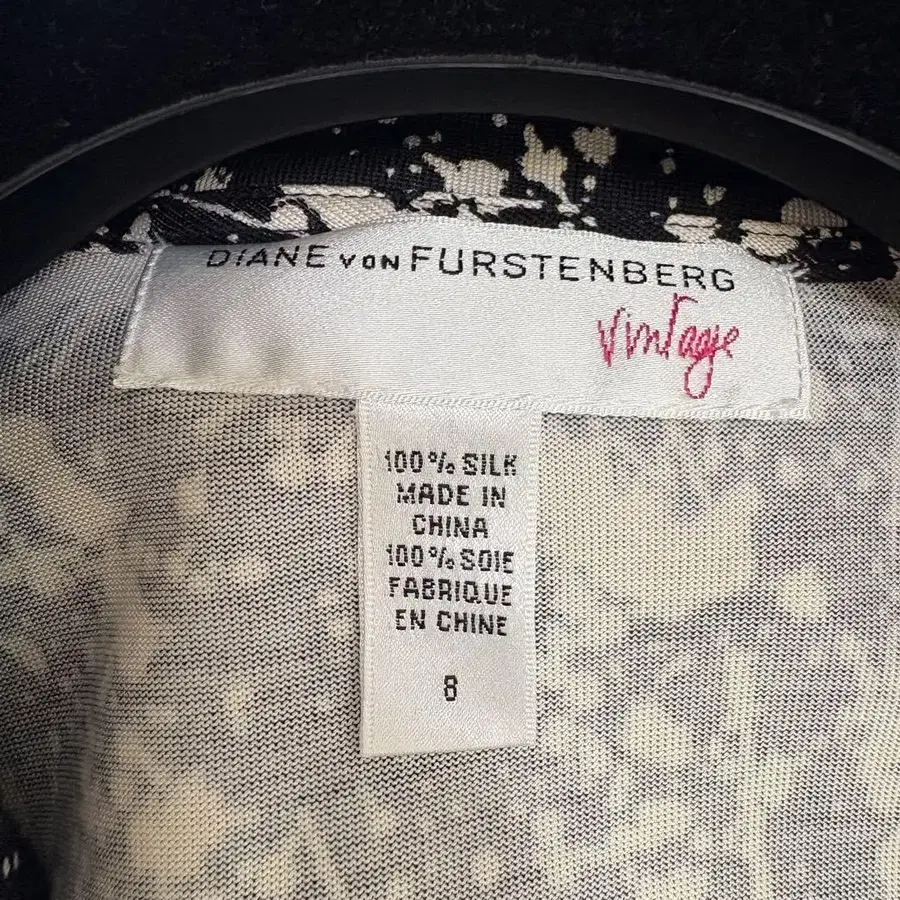 DIANE VON FURSTENBERG
vintage
100% SILK
MADE IN
CHINA
100% SOIE
FABRIQUE
EN CHINE
8